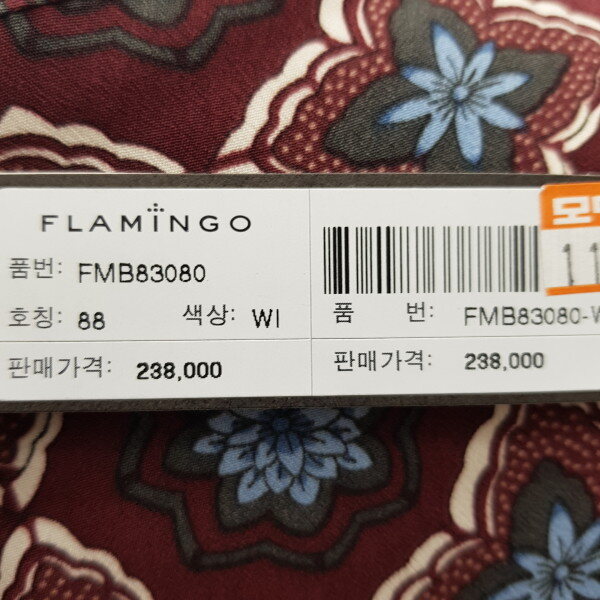 FLAMINGO
품번: FMB83080
호칭: 88 색상: WI
판매가격: 238,000
품 번: FMB83080-W
판매가격: 238,000
11